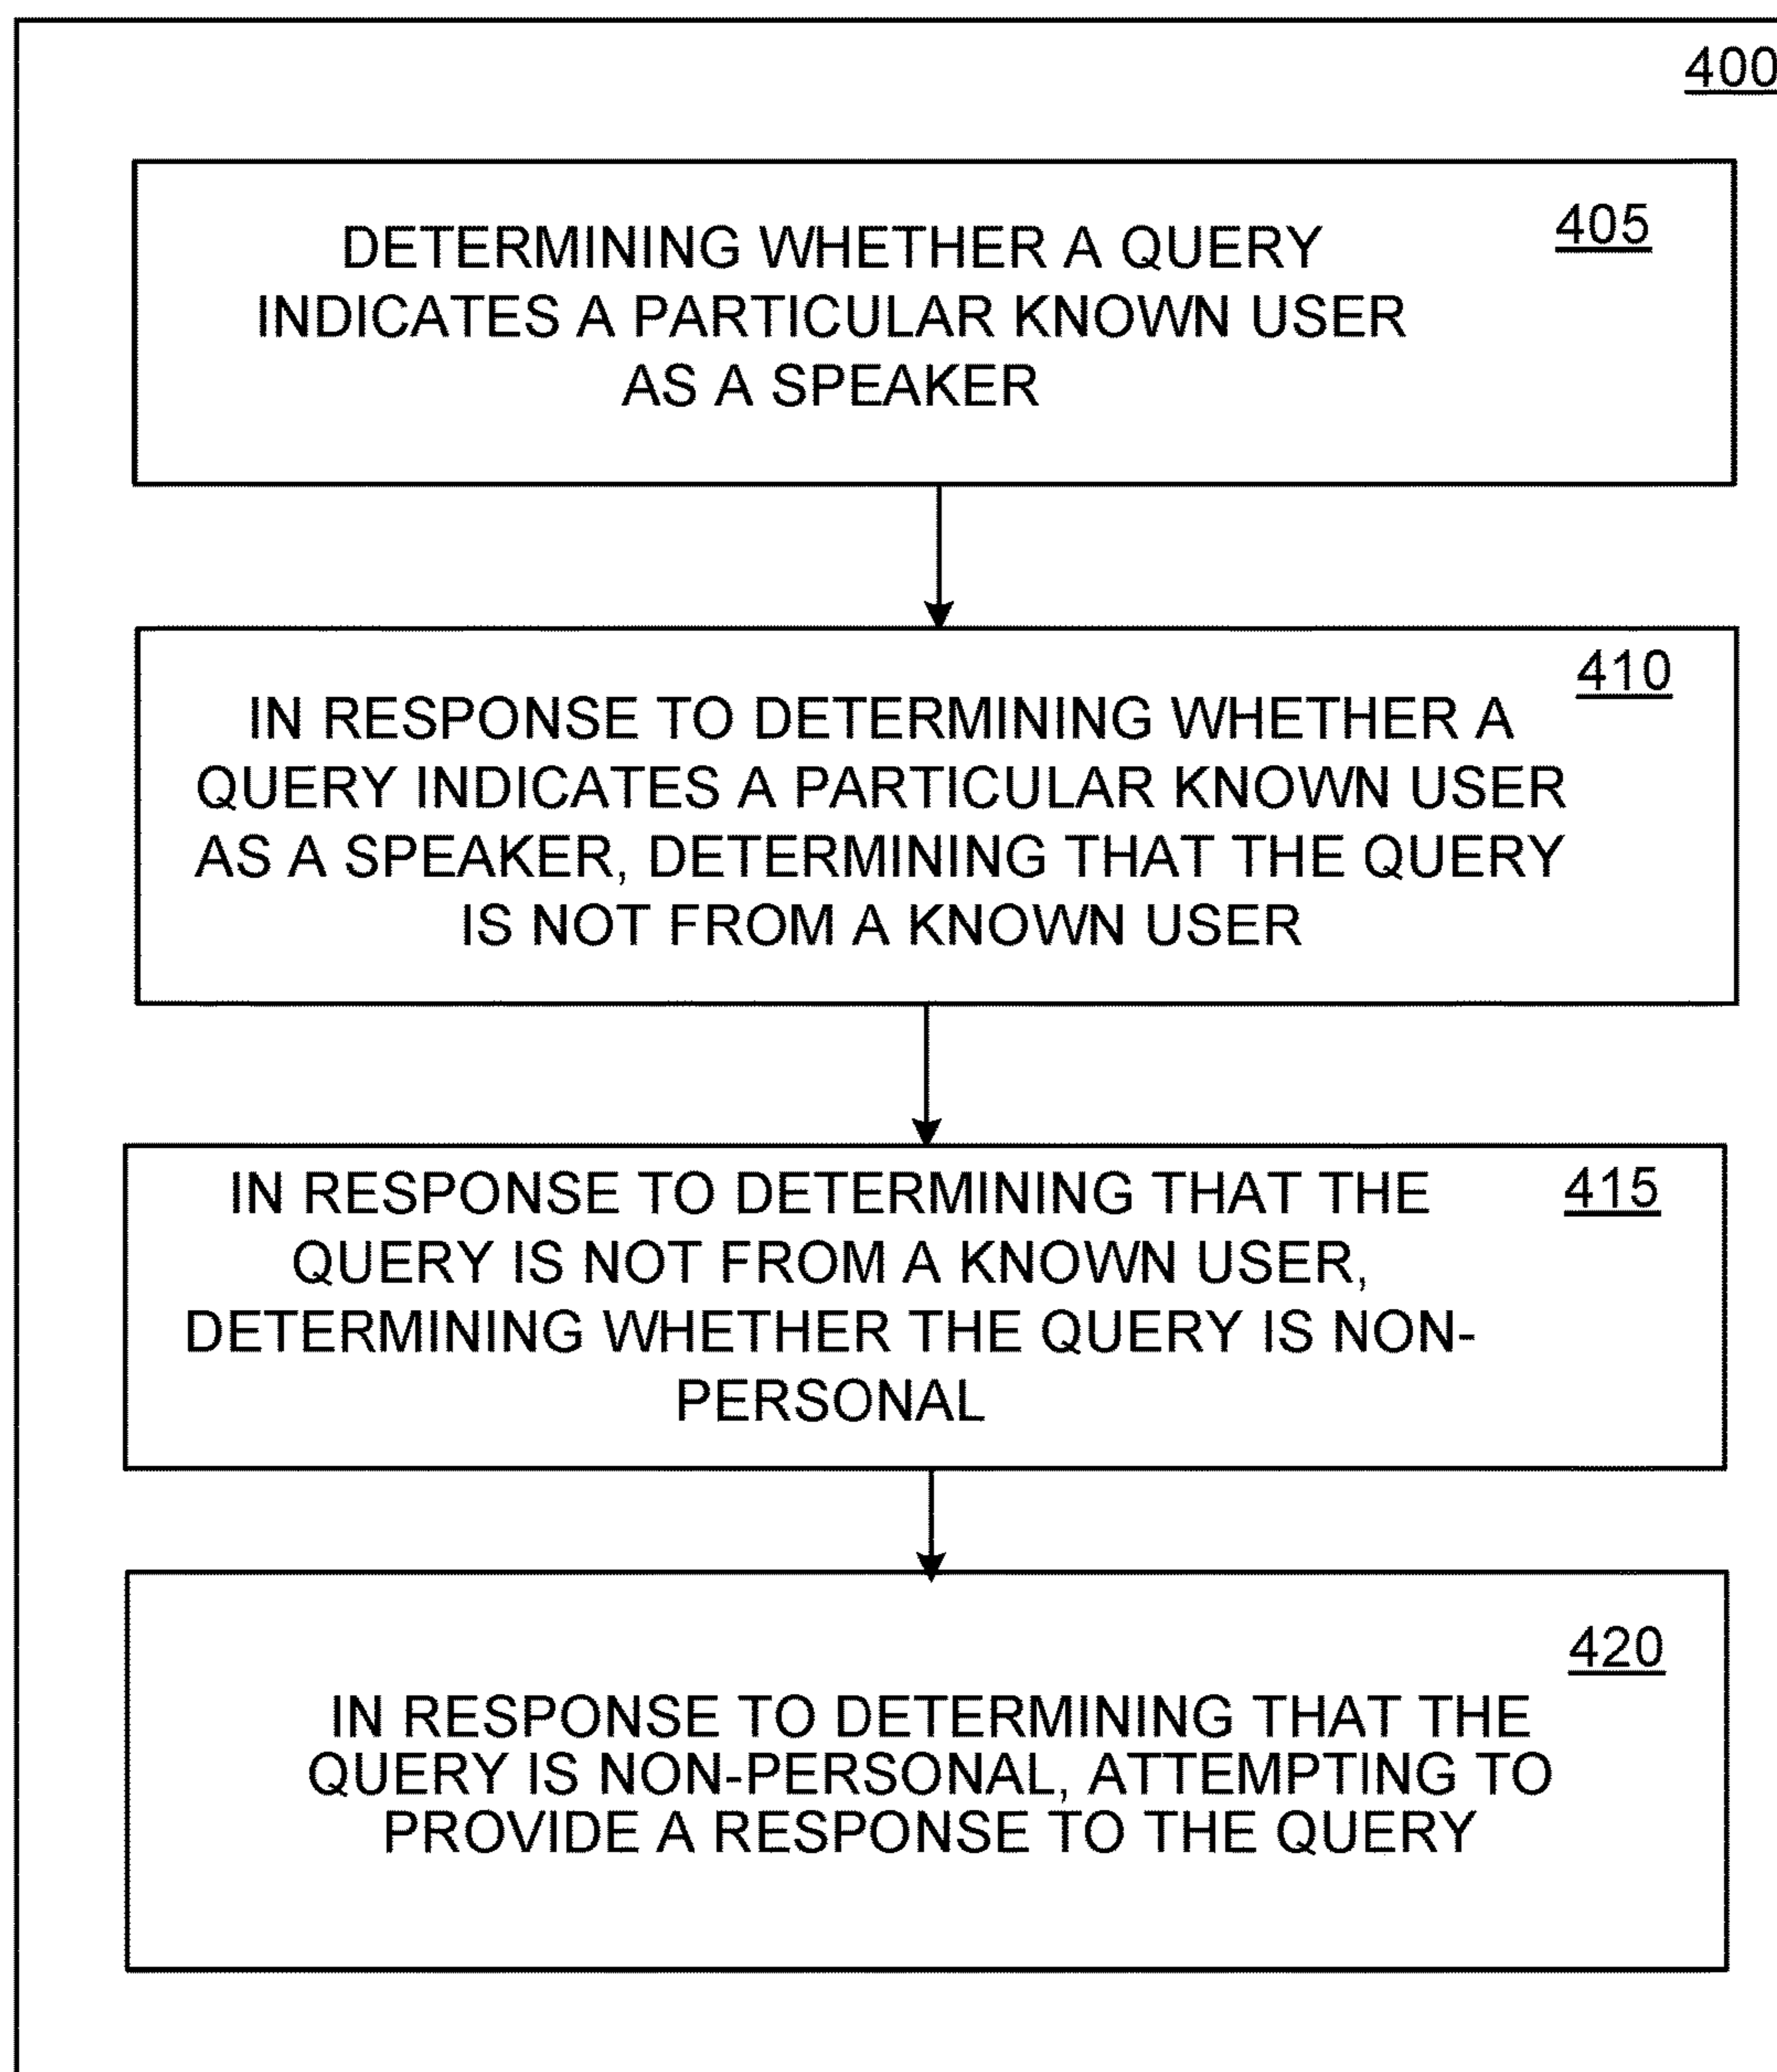 400
405
DETERMINING WHETHER A QUERY
INDICATES A PARTICULAR KNOWN USER
AS A SPEAKER
410
IN RESPONSE TO DETERMINING WHETHER A
QUERY INDICATES A PARTICULAR KNOWN USER
AS A SPEAKER, DETERMINING THAT THE QUERY
IS NOT FROM A KNOWN USER
IN RESPONSE TO DETERMINING THAT THE
415
QUERY IS NOT FROM A KNOWN USER,
DETERMINING WHETHER THE QUERY IS NON-
PERSONAL
420
IN RESPONSE TO DETERMINING THAT THE
QUERY IS NON-PERSONAL, ATTEMPTING TO
PROVIDE A RESPONSE TO THE QUERY